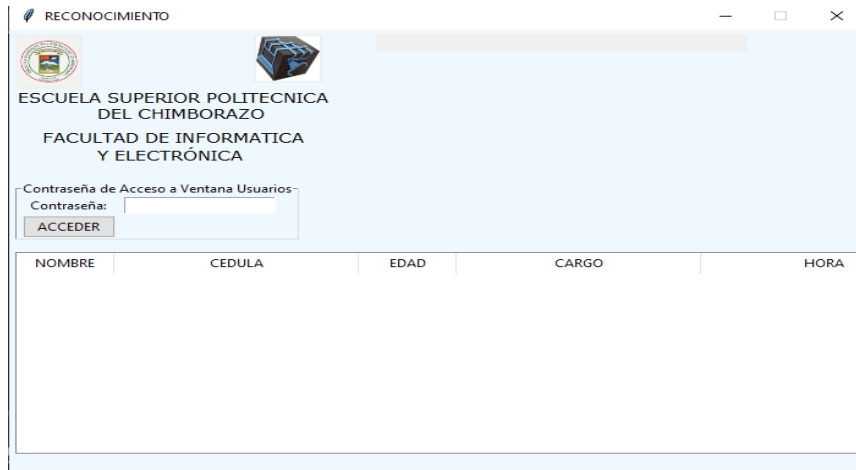 RECONOCIMIENTO
ESCUELA SUPERIOR POLITECNICA
DEL CHIMBORAZO
FACULTAD DE INFORMATICA
Y ELECTRÓNICA
Contraseña de Acceso a Ventana Usuarios
Contraseña:
ACCEDER
NOMBRE CEDULA EDAD CARGO HORA